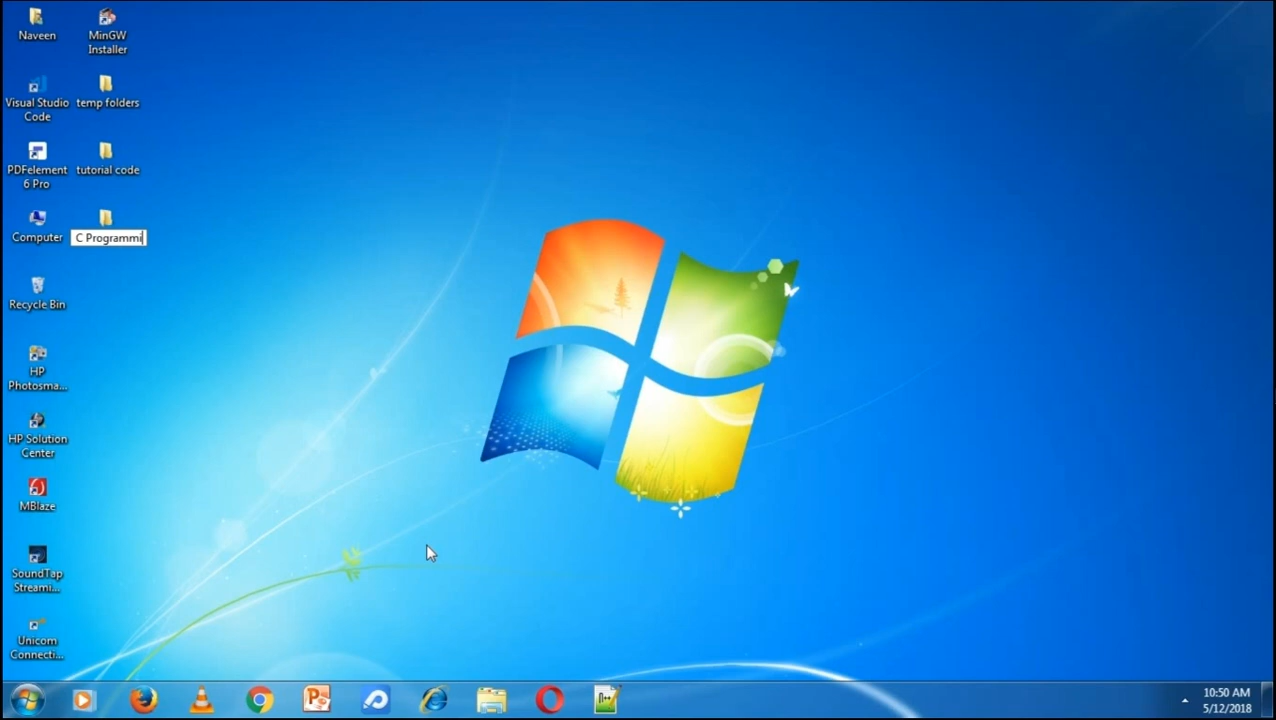 Naveen
MinGW
Installer
Visual Studio
Code
temp folders
PDFelement
6 Pro
tutorial code
Computer
C Programmi
Recycle Bin
HP
Photosma...
HP Solution
Center
MBlaze
SoundTap
Streami...
Unicom
Connecti...
10:50 AM
5/12/2018